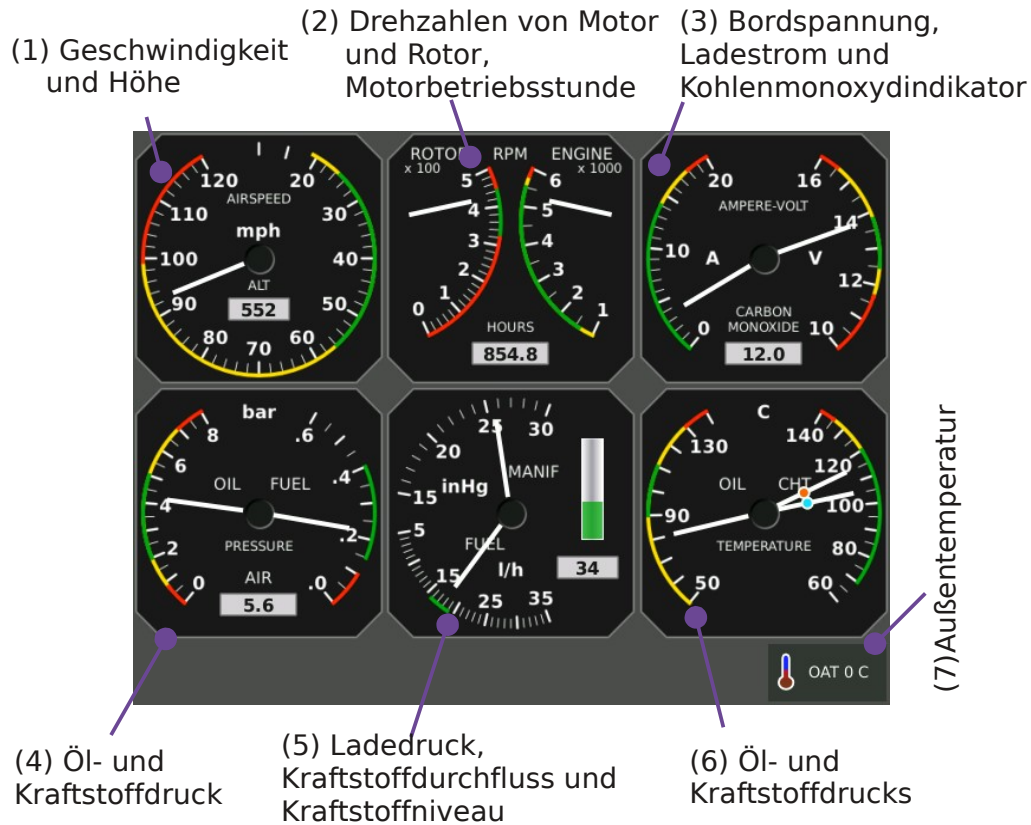 (1) Geschwindigkeit
und Höhe
(2) Drehzahlen von Motor
und Rotor,
Motorbetriebsstunde
(3) Bordspannung,
Ladestrom und
Kohlenmonoxydindikator
120
20
AIRSPEED
110
30
mph
100
40
ALT
90
552
50
80
70
60
ROTOR RPM ENGINE
x 100
x 1000
5
6
4
5
3
4
2
3
1
2
0
1
HOURS
854.8
20
16
AMPERE-VOLT
14
10
A
V
12
CARBON
MONOXIDE
0
10
12.0
bar
8
.6
6
.4
OIL FUEL
4
.2
PRESSURE
2
AIR
0
.0
5.6
25
30
20
MANIF
inHg
15
5
FUEL
15
l/h
34
25
35
C
130
140
120
OIL CHT
90
100
TEMPERATURE
80
50
60
OAT 0 C
(7)Außentemperatur
(4) Öl- und
Kraftstoffdruck
(5) Ladedruck,
Kraftstoffdurchfluss und
Kraftstoffniveau
(6) Öl- und
Kraftstoffdrucks